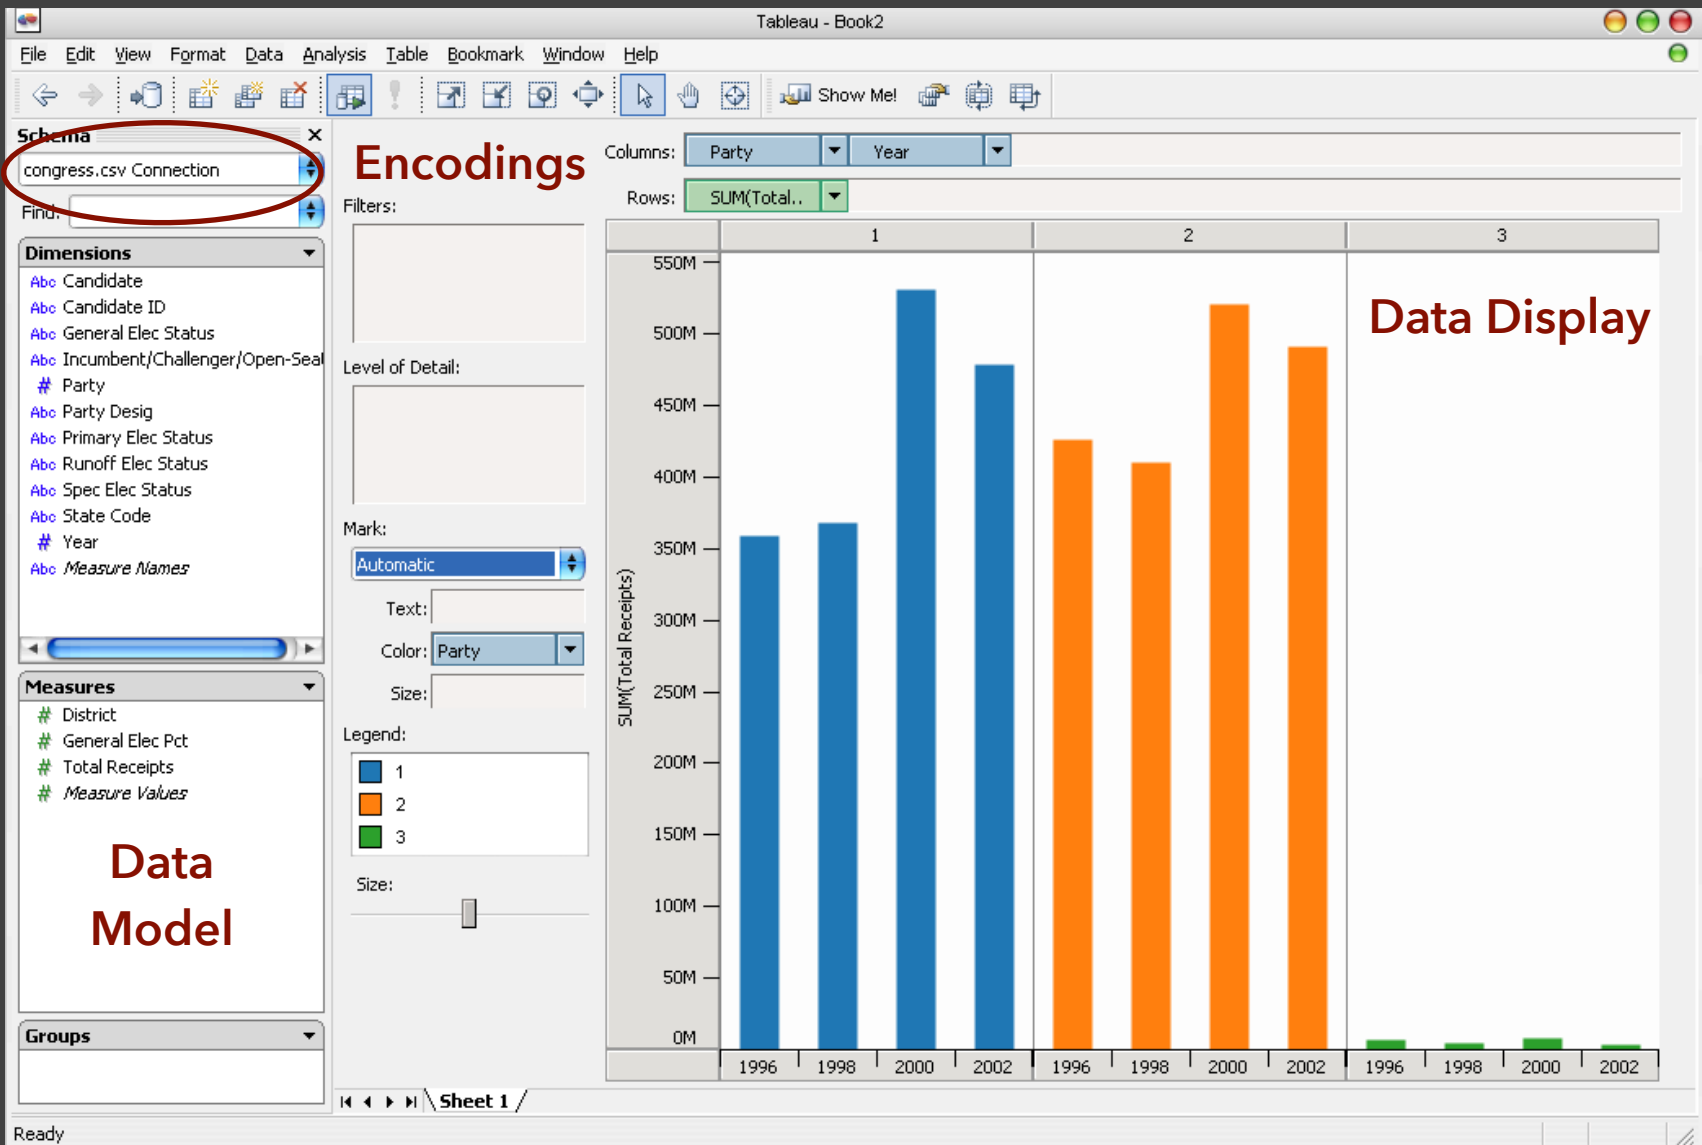 Tableau - Book2
File Edit View Format Data Analysis Table Bookmark Window Help
Show Me!
Schema
congress.csv Connection
Find:
Dimensions
Abc Candidate
Abc Candidate ID
Abc General Elec Status
Abc Incumbent/Challenger/Open-Seat
# Party
Abc Party Desig
Abc Primary Elec Status
Abc Runoff Elec Status
Abc Spec Elec Status
Abc State Code
# Year
Abc Measure Names
Measures
# District
# General Elec Pct
# Total Receipts
# Measure Values
Data
Model
Groups
Encodings
Filters:
Level of Detail:
Mark:
Automatic
Text:
Color: Party
Size:
Legend:
1
2
3
Size:
Columns: Party Year
Rows: SUM(Total..
1 2 3
Data Display
SUM(Total Receipts)
550M
500M
450M
400M
350M
300M
250M
200M
150M
100M
50M
0M
1996 1998 2000 2002 1996 1998 2000 2002 1996 1998 2000 2002
Sheet 1
Ready